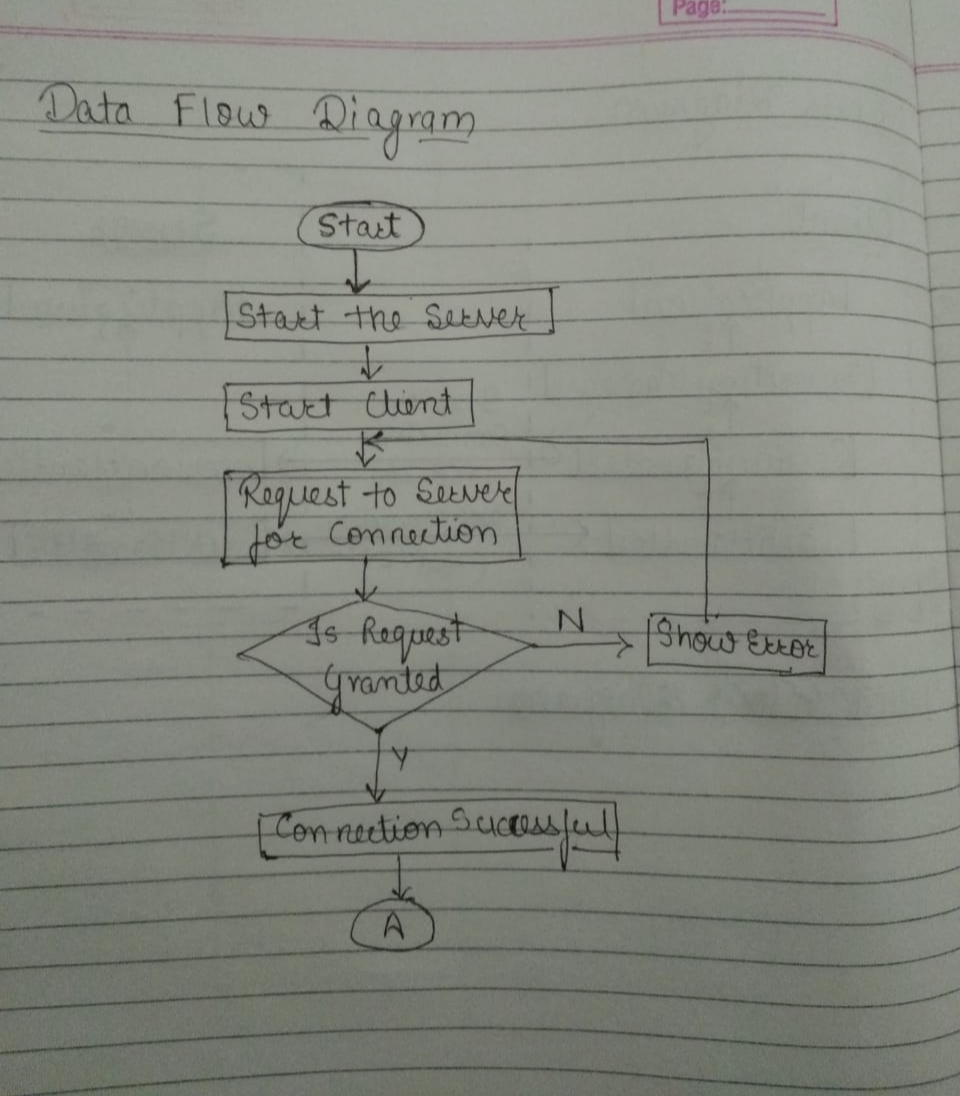 Page:
Data Flow Diagram
Start
Start the Server
Start Client
Request to Server
for Connection
Is Request
Granted
N
Show Error
Y
Connection Successful
A